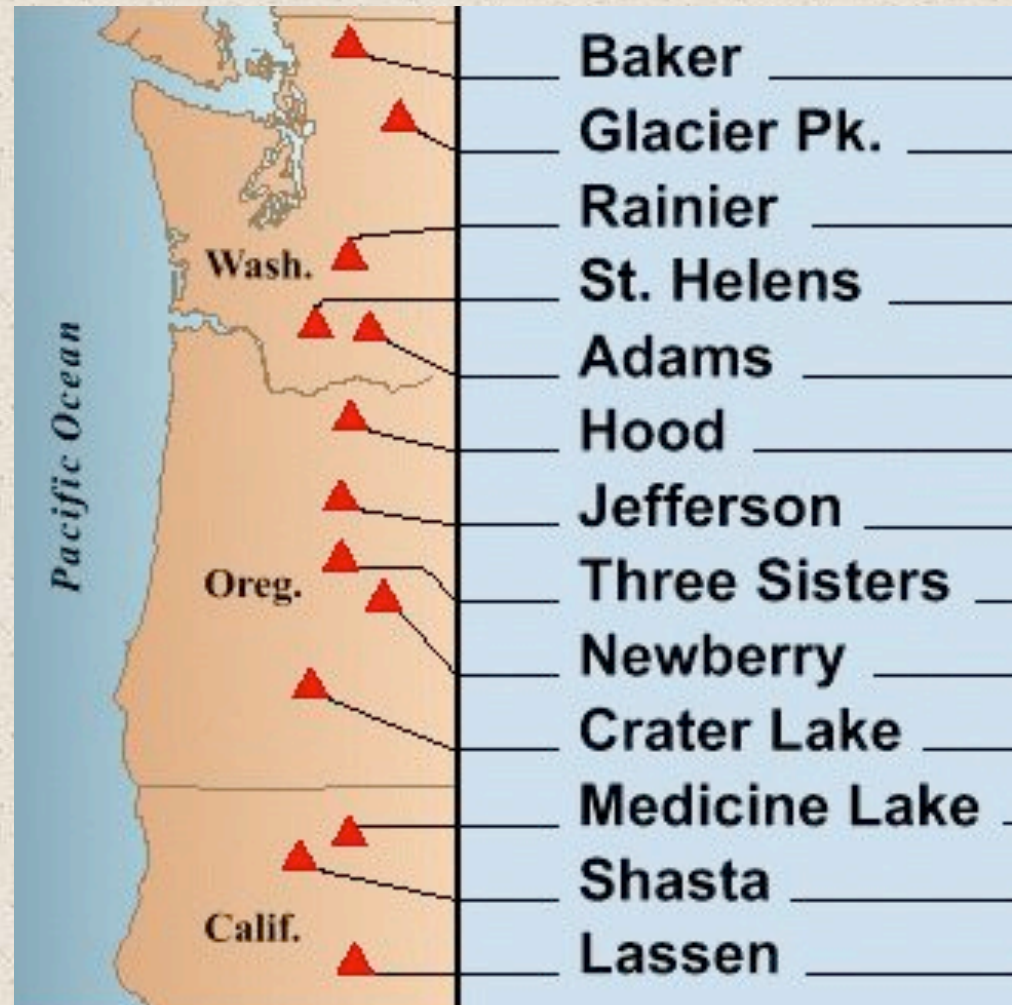 Baker
Glacier Pk.
Rainier
Wash.
St. Helens
Adams
Pacific Ocean
Hood
Jefferson
Oreg.
Three Sisters
Newberry
Crater Lake
Medicine Lake
Shasta
Calif.
Lassen